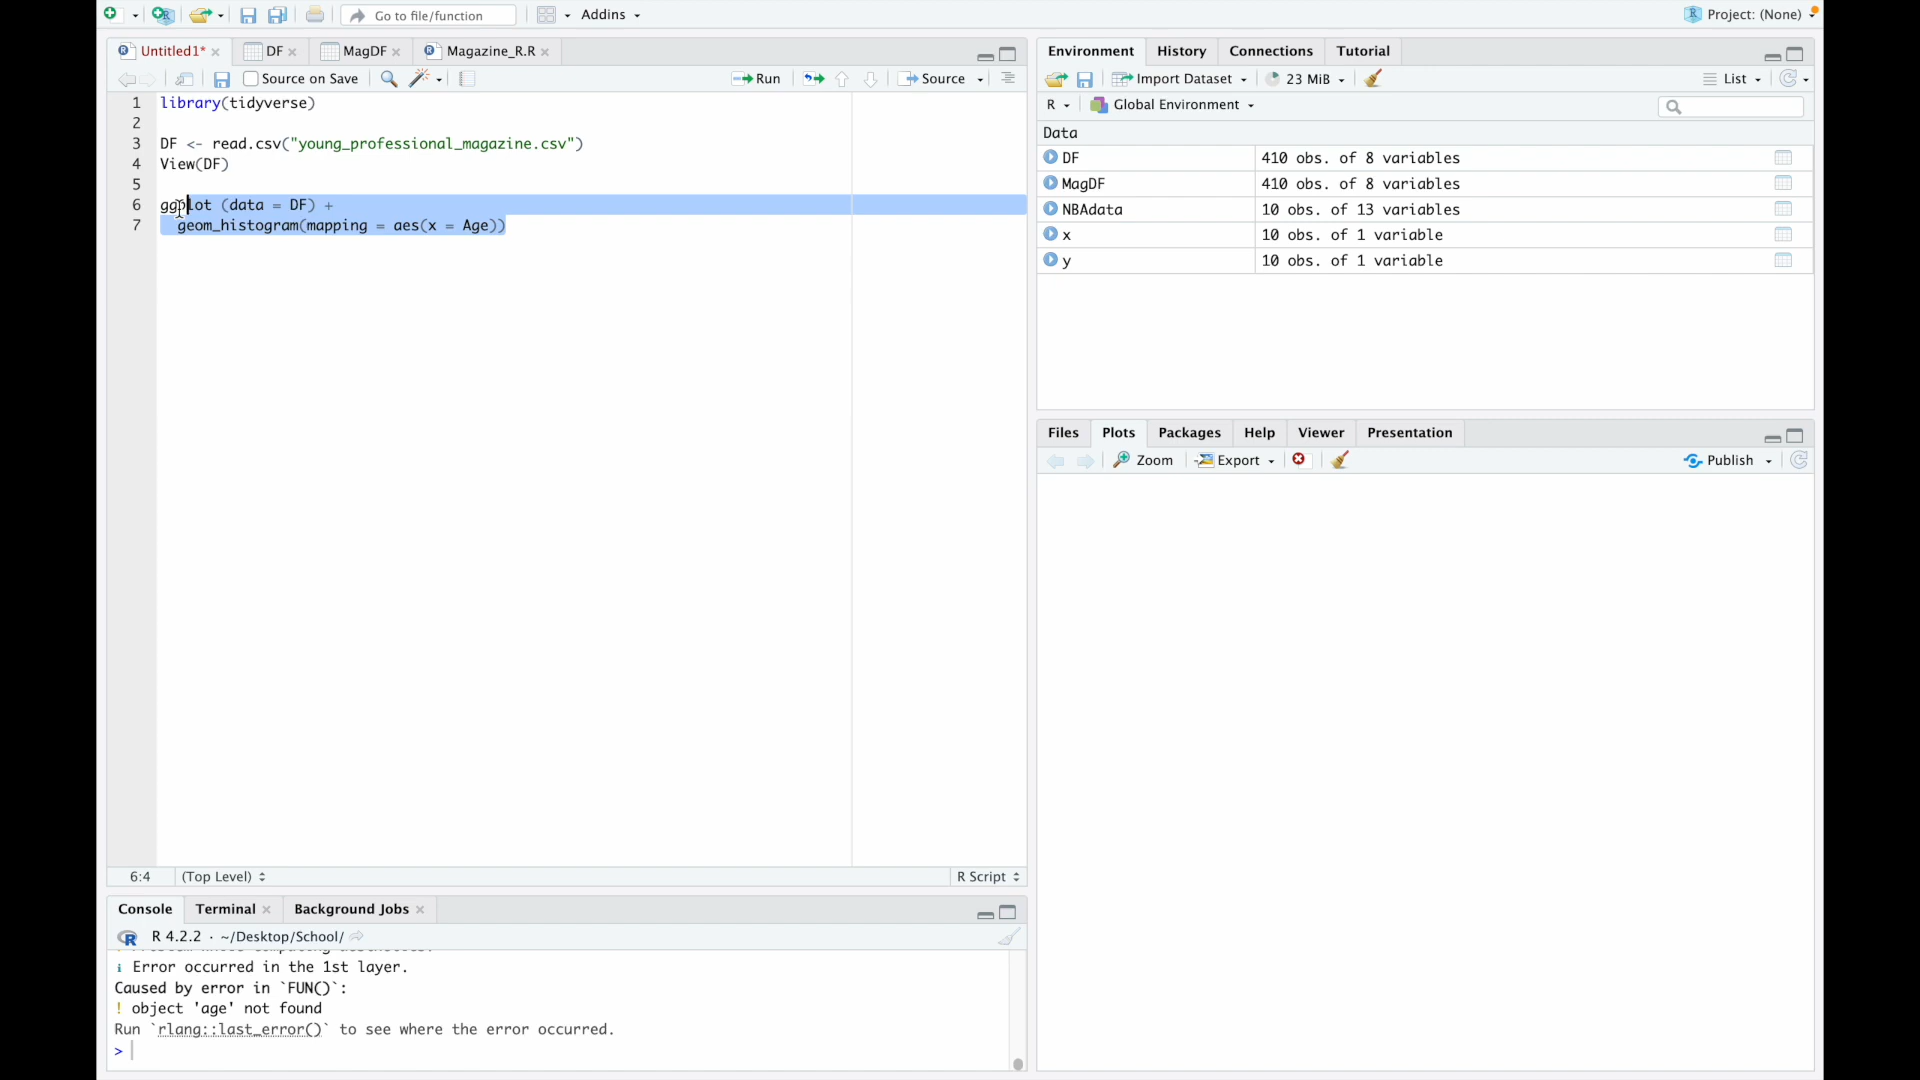 Go to file/function
Addins
Project: (None)
Untitled1*
DF
MagDF
Magazine_R.R
Source on Save
Run
Source
1 library(tidyverse)
2
3 DF <- read.csv("young_professional_magazine.csv")
4 View(DF)
5
6 ggplot (data = DF) +
7 geom_histogram(mapping = aes(x = Age))
6:4
(Top Level)
R Script
Console
Terminal
Background Jobs
R 4.2.2 · ~/Desktop/School/
i Error occurred in the 1st layer.
Caused by error in `FUN()`:
! object 'age' not found
Run `rlang::last_error()` to see where the error occurred.
>
Environment
History
Connections
Tutorial
Import Dataset
23 MiB
List
R
Global Environment
Data
DF 410 obs. of 8 variables
MagDF 410 obs. of 8 variables
NBAdata 10 obs. of 13 variables
x 10 obs. of 1 variable
y 10 obs. of 1 variable
Files
Plots
Packages
Help
Viewer
Presentation
Zoom
Export
Publish